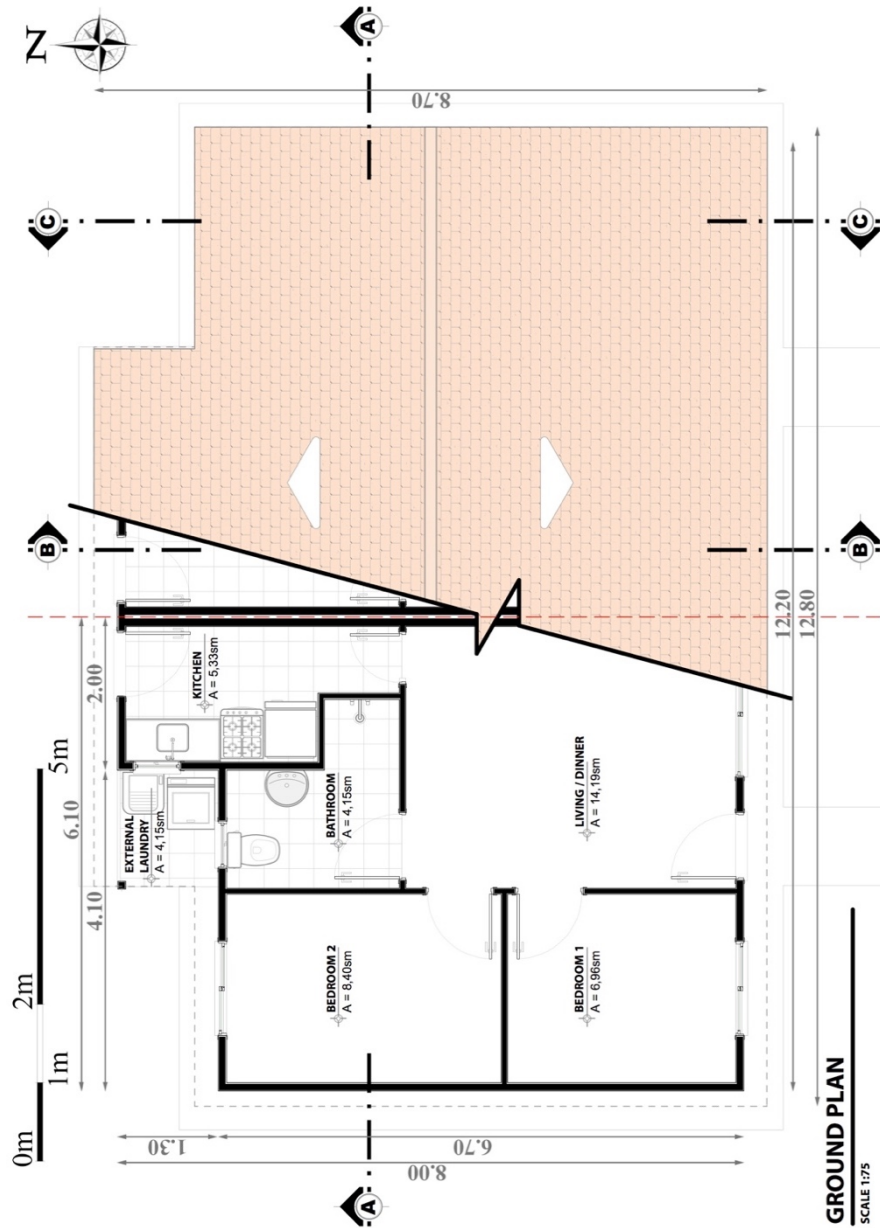 0m
1m
2m
5m
N
6.10
4.10
2.00
1.30
6.70
8.00
8.70
12.20
12.80
A
A
B
B
C
C
EXTERNAL
LAUNDRY
A = 4,15sm
KITCHEN
A = 5,33sm
BATHROOM
A = 4,15sm
BEDROOM 2
A = 8,40sm
BEDROOM 1
A = 6,96sm
LIVING / DINNER
A = 14,19sm
GROUND PLAN
SCALE 1:75